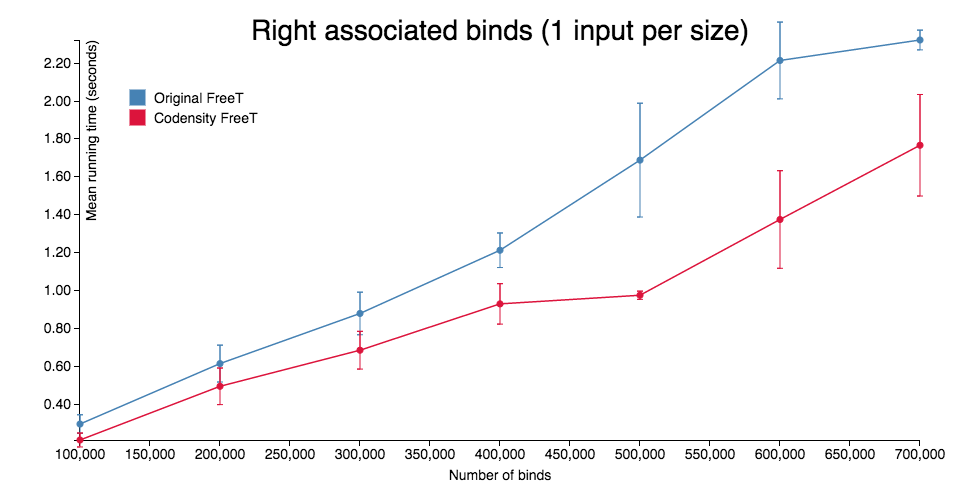 Right associated binds (1 input per size)
Mean running time (seconds)
2.20
2.00
1.80
1.60
1.40
1.20
1.00
0.80
0.60
0.40
Original FreeT
Codensity FreeT
100,000 150,000 200,000 250,000 300,000 350,000 400,000 450,000 500,000 550,000 600,000 650,000 700,000
Number of binds